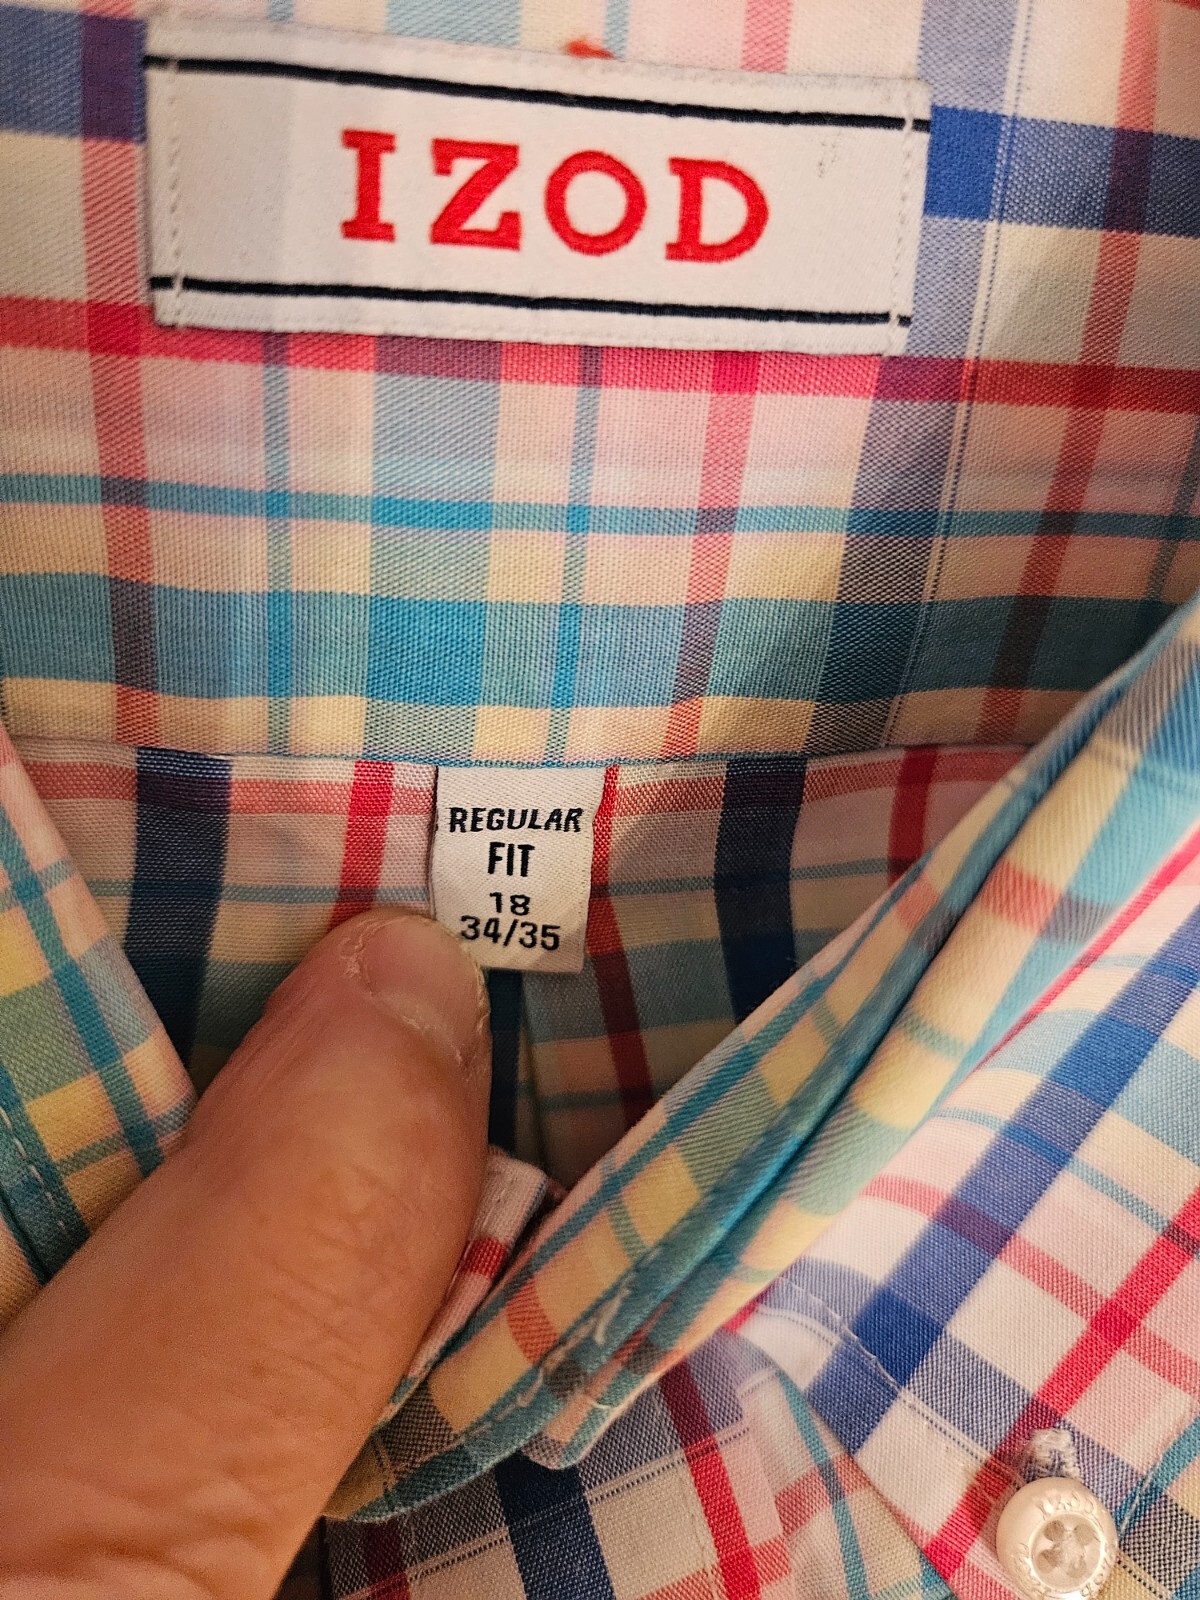 IZOD
REGULAR
FIT
18
34/35